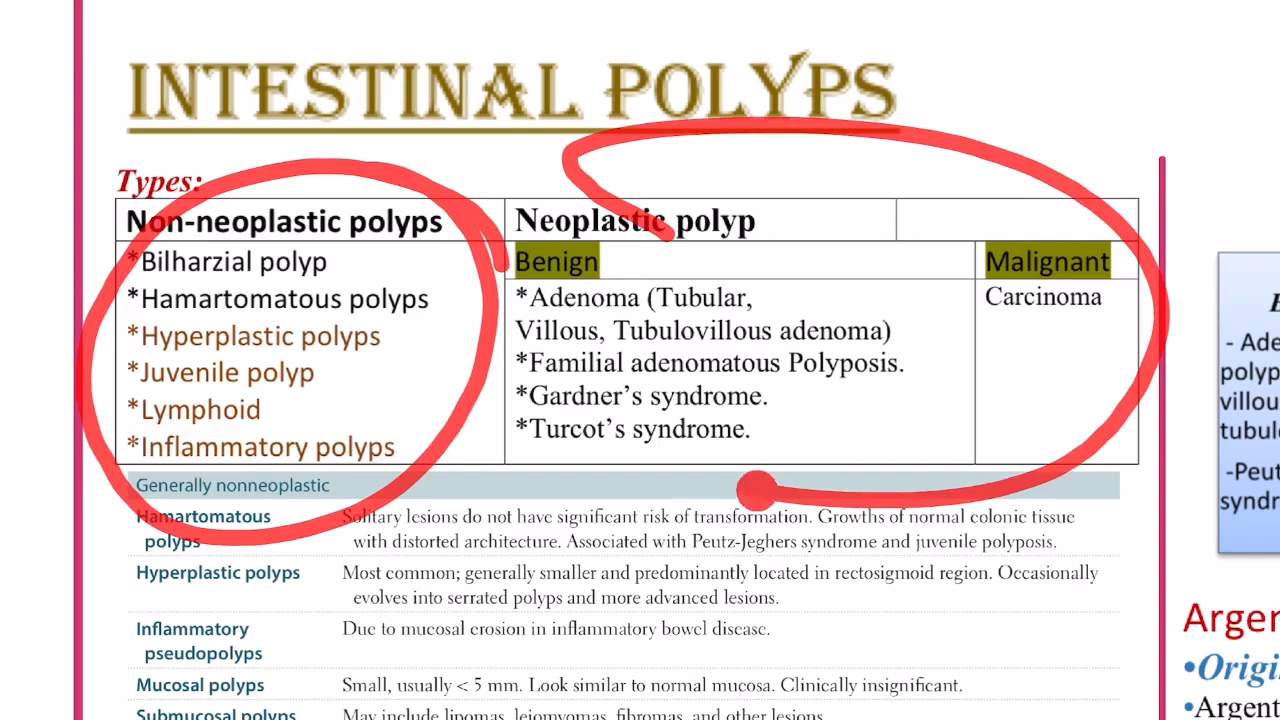 INTESTINAL POLYPS
Types:
Non-neoplastic polyps
Neoplastic polyp
*Bilharzial polyp
*Hamartomatous polyps
*Hyperplastic polyps
*Juvenile polyp
*Lymphoid
*Inflammatory polyps
Benign
*Adenoma (Tubular,
Villous, Tubulovillous adenoma)
*Familial adenomatous Polyposis.
*Gardner's syndrome.
*Turcot's syndrome.
Malignant
Carcinoma
Generally nonneoplastic
Hamartomatous
polyps
Solitary lesions do not have significant risk of transformation. Growths of normal colonic tissue
with distorted architecture. Associated with Peutz-Jeghers syndrome and juvenile polyposis.
Hyperplastic polyps
Most common; generally smaller and predominantly located in rectosigmoid region. Occasionally
evolves into serrated polyps and more advanced lesions.
Inflammatory
pseudopolyps
Due to mucosal erosion in inflammatory bowel disease.
Mucosal polyps
Small, usually < 5 mm. Look similar to normal mucosa. Clinically insignificant.
Submucosal polyps
May include lipomas, leiomyomas, fibromas, and other lesions.
- Ade
polyp
villou
tubul
-Peut
syndr
Argen
•Origi
•Argent